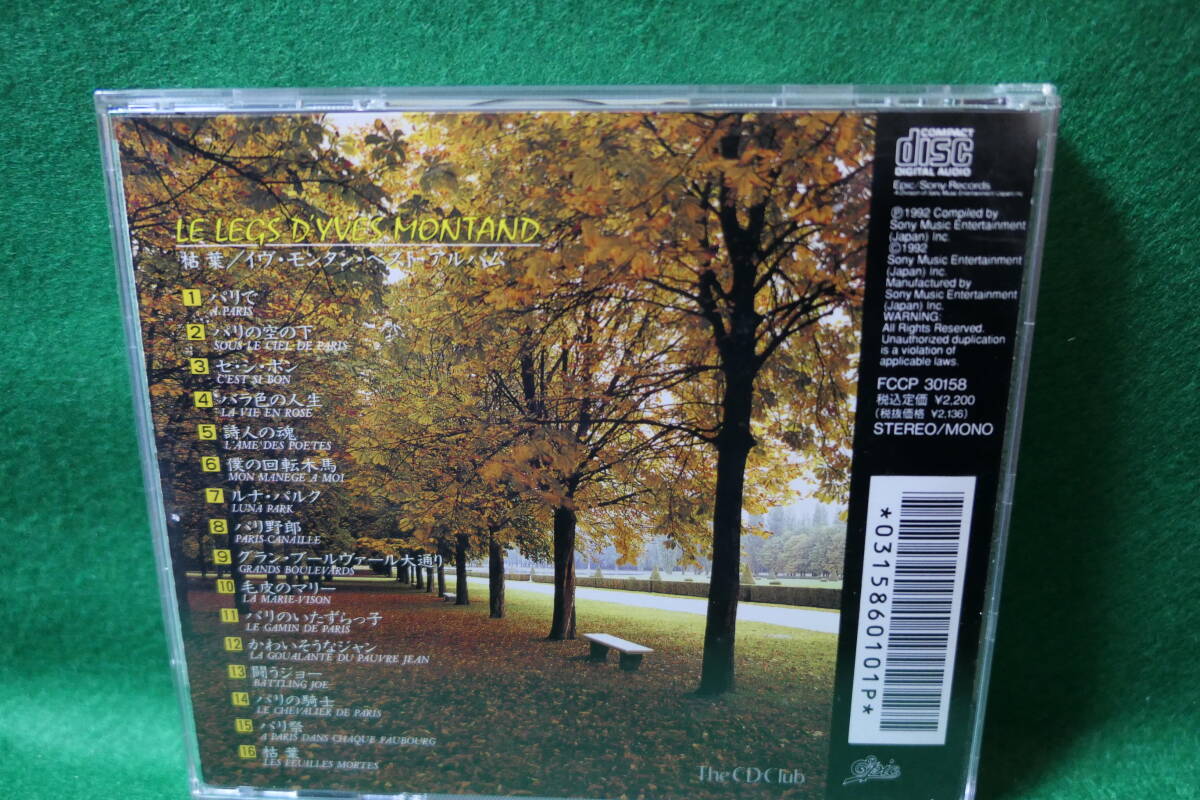 LE LEGS D'YVES MONTAND
枯葉/イヴ・モンタン・ベスト・アルバム
1 パリで
A PARIS
2 パリの空の下
SOUS LE CIEL DE PARIS
3 セ・シ・ボン
C'EST SI BON
4 バラ色の人生
LA VIE EN ROSE
5 詩人の魂
L'AME DES POETES
6 僕の回転木馬
MON MANEGE A MOI
7 ルナ・パルク
LUNA PARK
8 パリ野郎
PARIS-CANAILLE
9 グラン・ブールヴァール大通り
GRANDS BOULEVARDS
10 毛皮のマリー
LA MARIE-VISON
11 パリのいたずらっ子
LE GAMIN DE PARIS
12 かわいそうなジャン
LA GOUALANTE DU PAUVRE JEAN
13 闘うジョー
BATTLING JOE
14 パリの騎士
LE CHEVALIER DE PARIS
15 パリ祭
A PARIS DANS CHAQUE FAUBOURG
16 枯葉
LES FEUILLES MORTES
The CD Club
COMPACT
disc
DIGITAL AUDIO
Epic/Sony Records
Ⓟ1992 Compiled by
Sony Music Entertainment
(Japan) Inc.
©1992
Sony Music Entertainment
(Japan) Inc.
Manufactured by
Sony Music Entertainment
(Japan) Inc.
WARNING:
All Rights Reserved.
Unauthorized duplication
is a violation of
applicable laws.
FCCP 30158
税込定価 ¥2,200
(税抜価格 ¥2,136)
STEREO/MONO
*0315860101P*
Epic